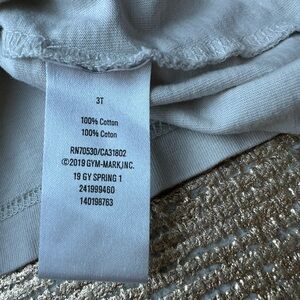 3T
100% Cotton
100% Coton
RN70530/CA31802
©2019 GYM-MARK,INC.
19 GY SPRING 1
241999460
140198763